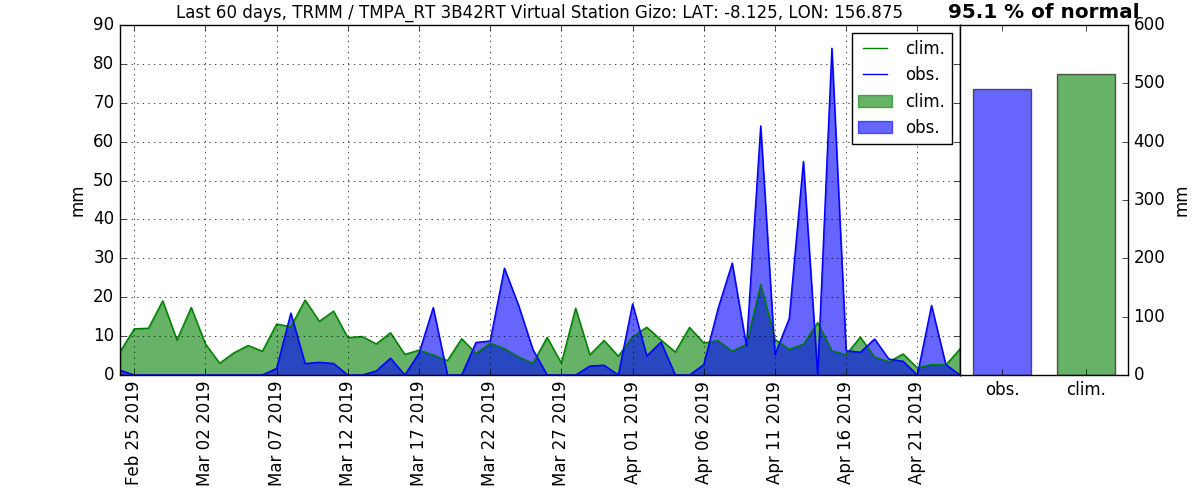 Last 60 days, TRMM / TMPA_RT 3B42RT Virtual Station Gizo: LAT: -8.125, LON: 156.875
95.1 % of normal
90
80
70
60
50
40
30
20
10
0
mm
clim.
obs.
clim.
obs.
600
500
400
300
200
100
0
mm
Feb 25 2019
Mar 02 2019
Mar 07 2019
Mar 12 2019
Mar 17 2019
Mar 22 2019
Mar 27 2019
Apr 01 2019
Apr 06 2019
Apr 11 2019
Apr 16 2019
Apr 21 2019
obs.
clim.